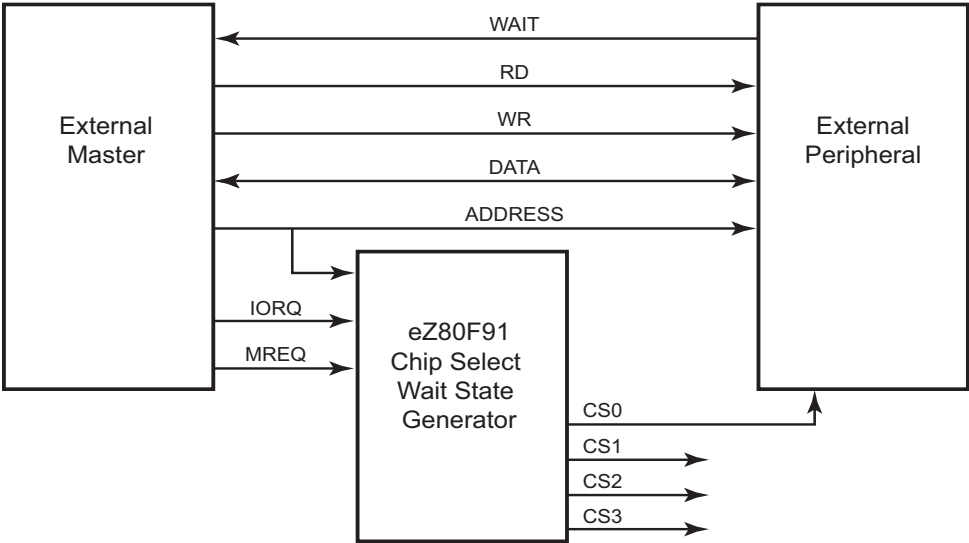 WAIT
RD
External
Master
WR
External
Peripheral
DATA
ADDRESS
IORQ
MREQ
eZ80F91
Chip Select
Wait State
Generator
CS0
CS1
CS2
CS3